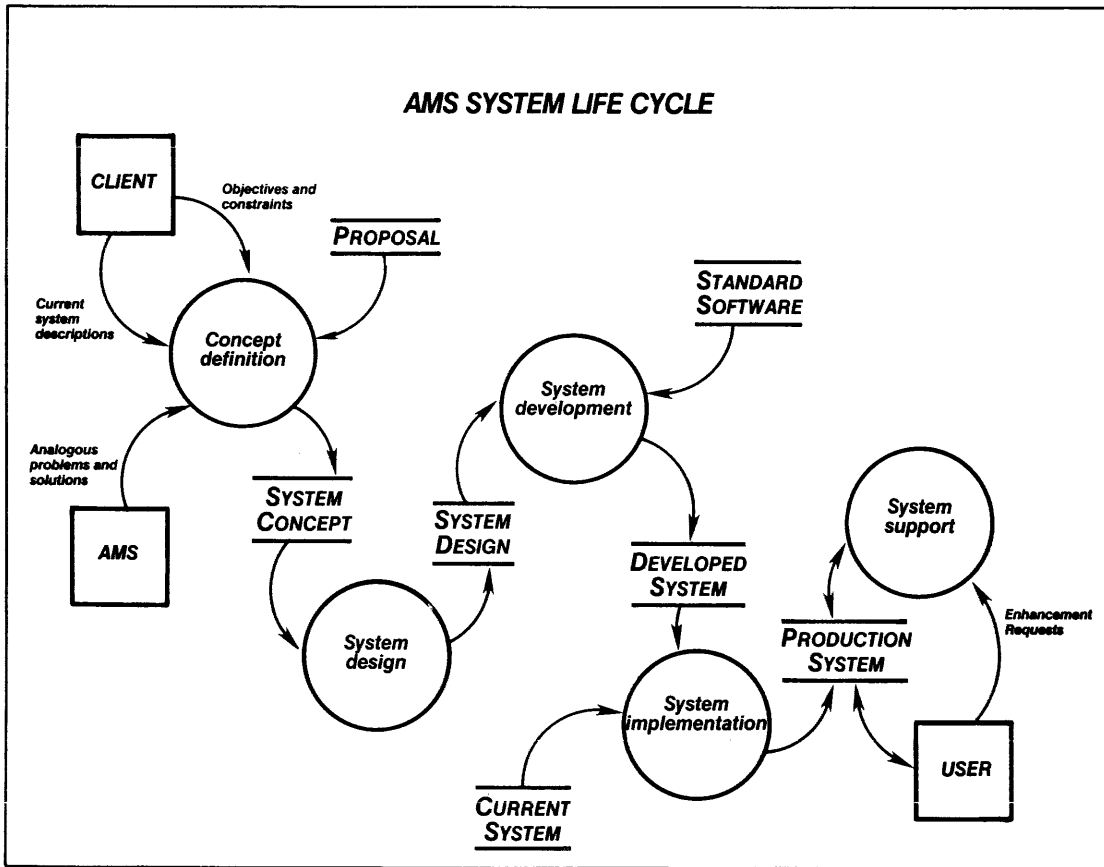 AMS SYSTEM LIFE CYCLE
CLIENT
Objectives and
constraints
PROPOSAL
Current
system
descriptions
Concept
definition
STANDARD
SOFTWARE
System
development
Analogous
problems and
solutions
AMS
SYSTEM
CONCEPT
SYSTEM
DESIGN
System
design
DEVELOPED
SYSTEM
System
support
Enhancement
Requests
PRODUCTION
SYSTEM
System
implementation
USER
CURRENT
SYSTEM